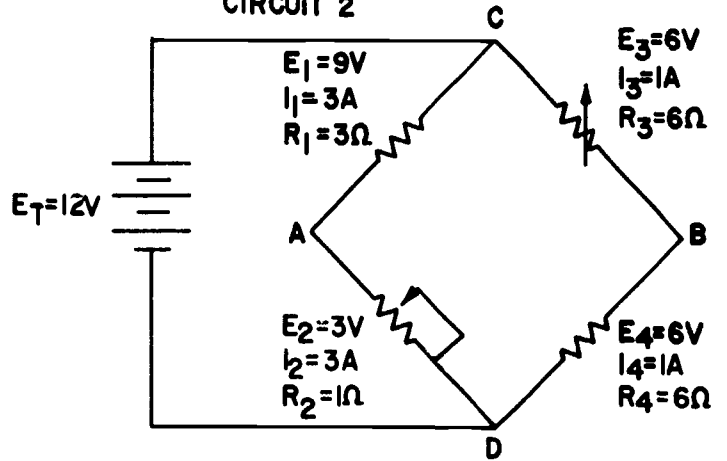 CIRCUIT 2
C
E₁=9V
I₁=3A
R₁=3Ω
E₃=6V
I₃=1A
R₃=6Ω
E_T=12V
A
B
E₂=3V
I₂=3A
R₂=1Ω
E₄=6V
I₄=1A
R₄=6Ω
D